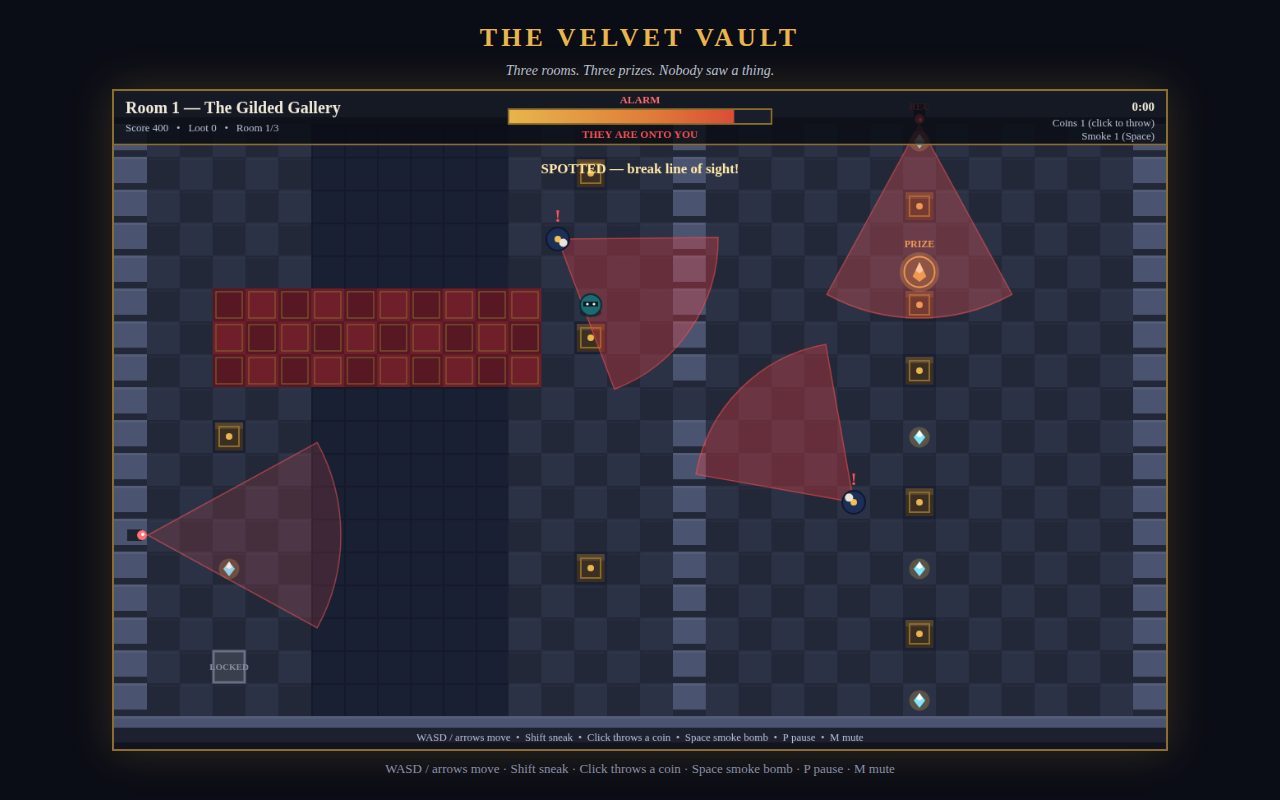 THE VELVET VAULT
Three rooms. Three prizes. Nobody saw a thing.
Room 1 — The Gilded Gallery
Score 400 • Loot 0 • Room 1/3
ALARM
THEY ARE ONTO YOU
0:00
Coins 1 (click to throw)
Smoke 1 (Space)
SPOTTED — break line of sight!
!
PRIZE
!
LOCKED
WASD / arrows move • Shift sneak • Click throws a coin • Space smoke bomb • P pause • M mute
WASD / arrows move · Shift sneak · Click throws a coin · Space smoke bomb · P pause · M mute